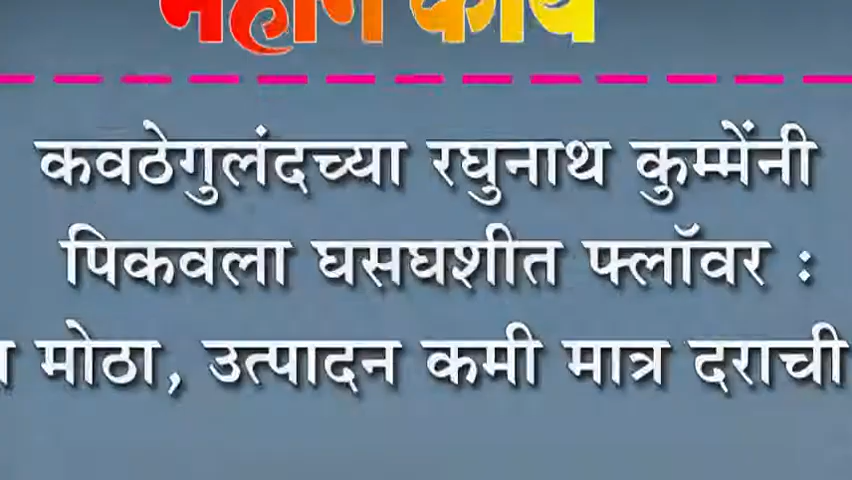 कवठेगुलंदच्या रघुनाथ कुम्मेंनी
पिकवला घसघशीत फ्लॉवर :
मोठा, उत्पादन कमी मात्र दराची